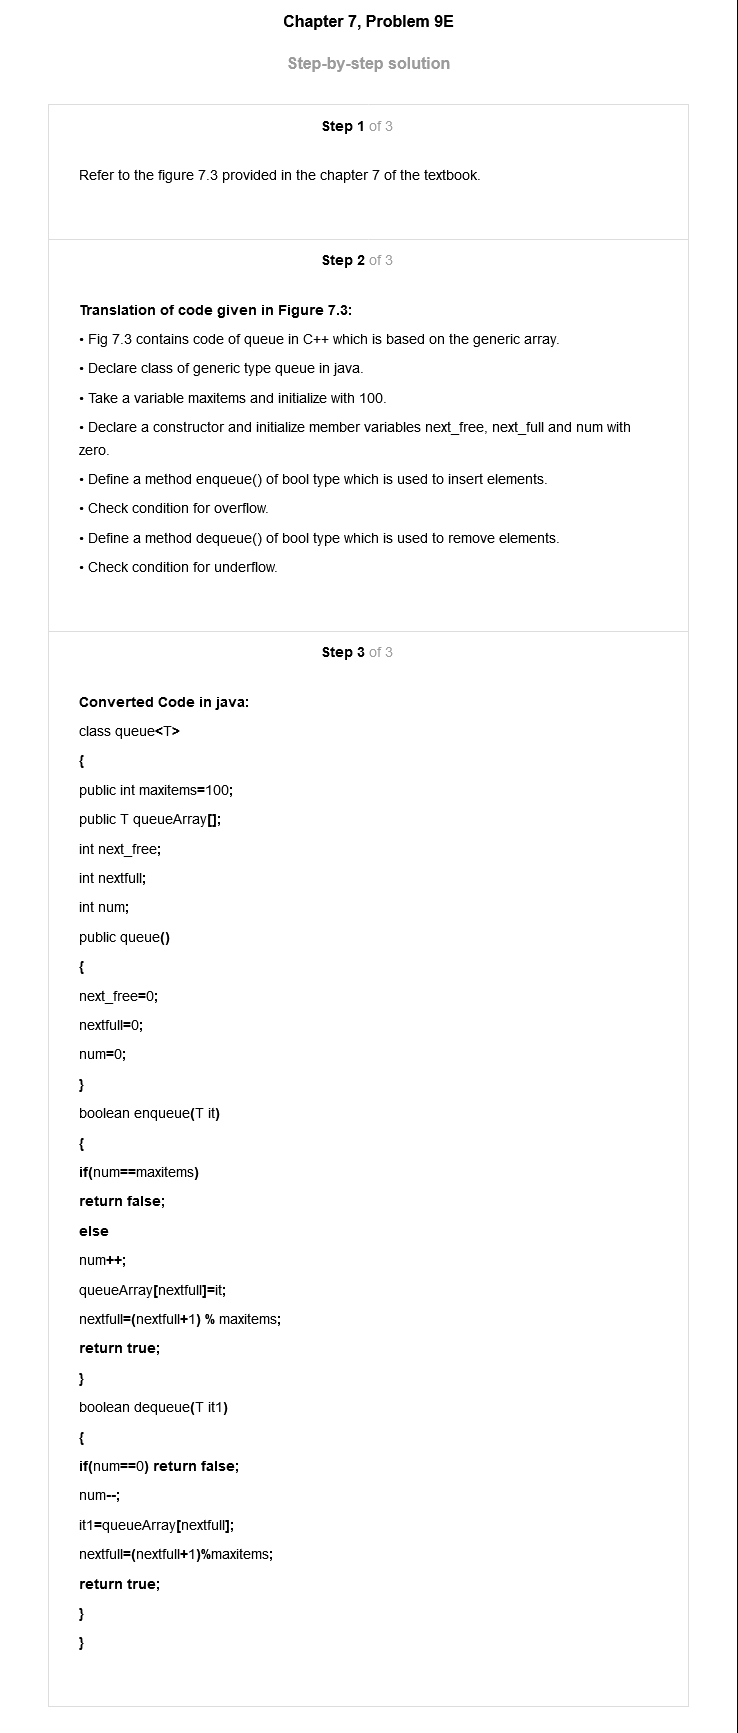 Chapter 7, Problem 9E
Step-by-step solution
Step 1 of 3
Refer to the figure 7.3 provided in the chapter 7 of the textbook.
Step 2 of 3
Translation of code given in Figure 7.3:
• Fig 7.3 contains code of queue in C++ which is based on the generic array.
• Declare class of generic type queue in java.
• Take a variable maxitems and initialize with 100.
• Declare a constructor and initialize member variables next_free, next_full and num with
zero.
• Define a method enqueue() of bool type which is used to insert elements.
• Check condition for overflow.
• Define a method dequeue() of bool type which is used to remove elements.
• Check condition for underflow.
Step 3 of 3
Converted Code in java:
class queue<T>
{
public int maxitems=100;
public T queueArray[];
int next_free;
int nextfull;
int num;
public queue()
{
next_free=0;
nextfull=0;
num=0;
}
boolean enqueue(T it)
{
if(num==maxitems)
return false;
else
num++;
queueArray[nextfull]=it;
nextfull=(nextfull+1) % maxitems;
return true;
}
boolean dequeue(T it1)
{
if(num==0) return false;
num--;
it1=queueArray[nextfull];
nextfull=(nextfull+1)%maxitems;
return true;
}
}